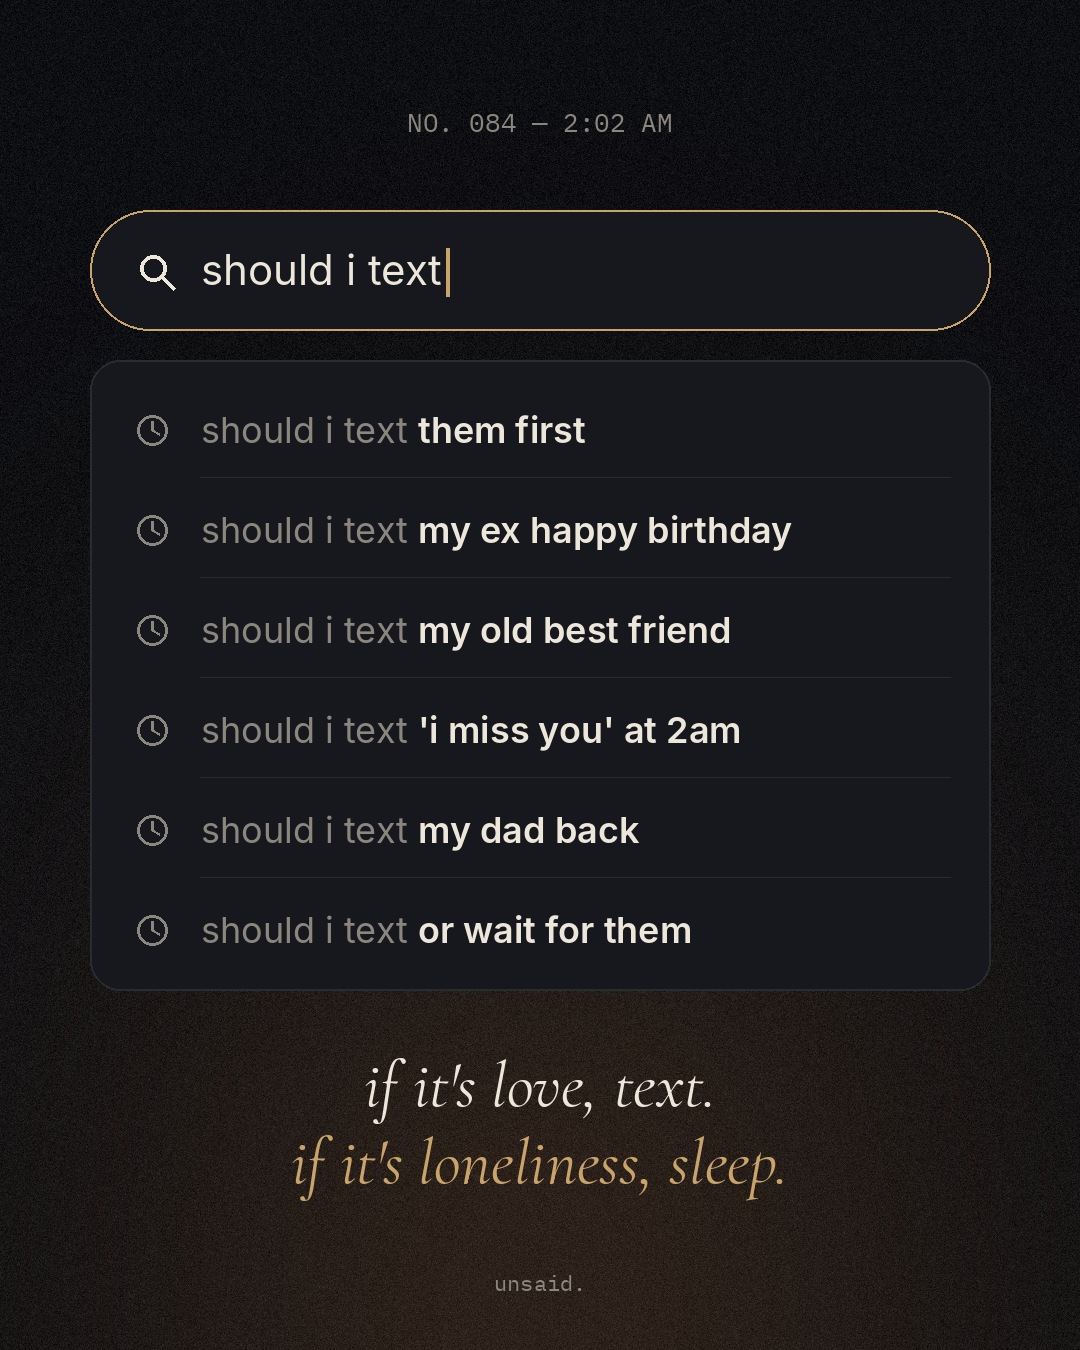 NO. 084 — 2:02 AM
should i text
should i text them first
should i text my ex happy birthday
should i text my old best friend
should i text 'i miss you' at 2am
should i text my dad back
should i text or wait for them
if it's love, text.
if it's loneliness, sleep.
unsaid.